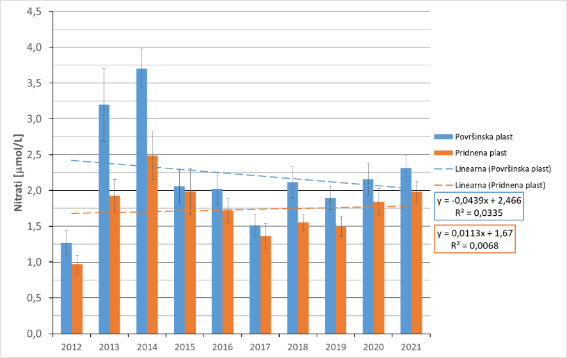 Nitrati [µmol/L]
4,5
4,0
3,5
3,0
2,5
2,0
1,5
1,0
0,5
0,0
2012 2013 2014 2015 2016 2017 2018 2019 2020 2021
Površinska plast
Pridnena plast
Linearna (Površinska plast)
Linearna (Pridnena plast)
y = -0,0439x + 2,466
R² = 0,0335
y = 0,0113x + 1,67
R² = 0,0068